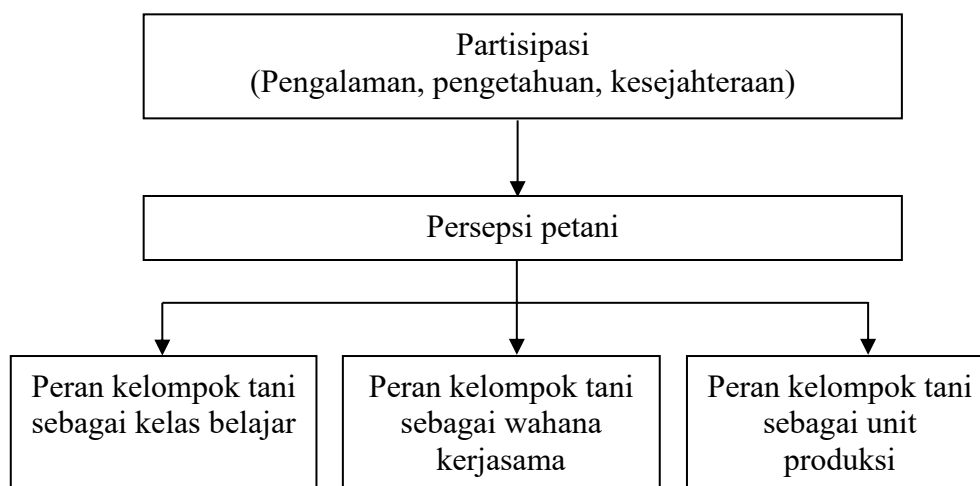 Partisipasi
(Pengalaman, pengetahuan, kesejahteraan)
Persepsi petani
Peran kelompok tani
sebagai kelas belajar
Peran kelompok tani
sebagai wahana
kerjasama
Peran kelompok tani
sebagai unit
produksi